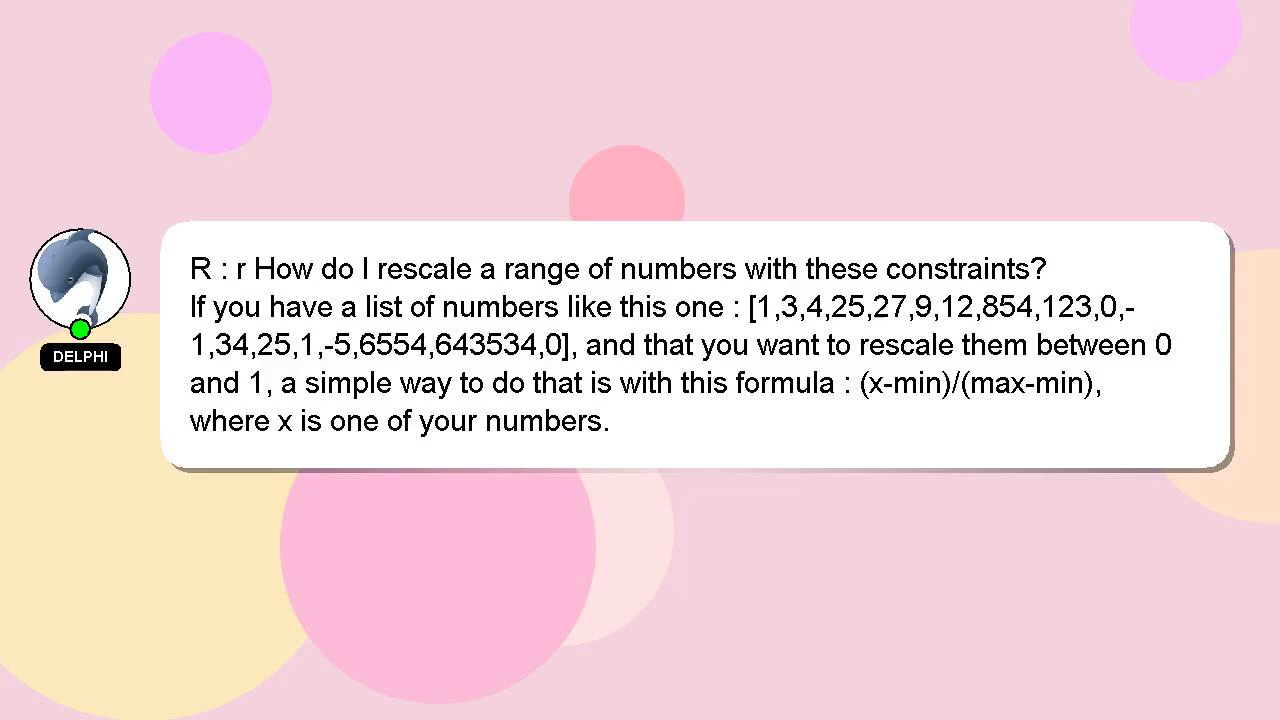 R : r How do I rescale a range of numbers with these constraints?
If you have a list of numbers like this one : [1,3,4,25,27,9,12,854,123,0,-
1,34,25,1,-5,6554,643534,0], and that you want to rescale them between 0
and 1, a simple way to do that is with this formula : (x-min)/(max-min),
where x is one of your numbers.
DELPHI